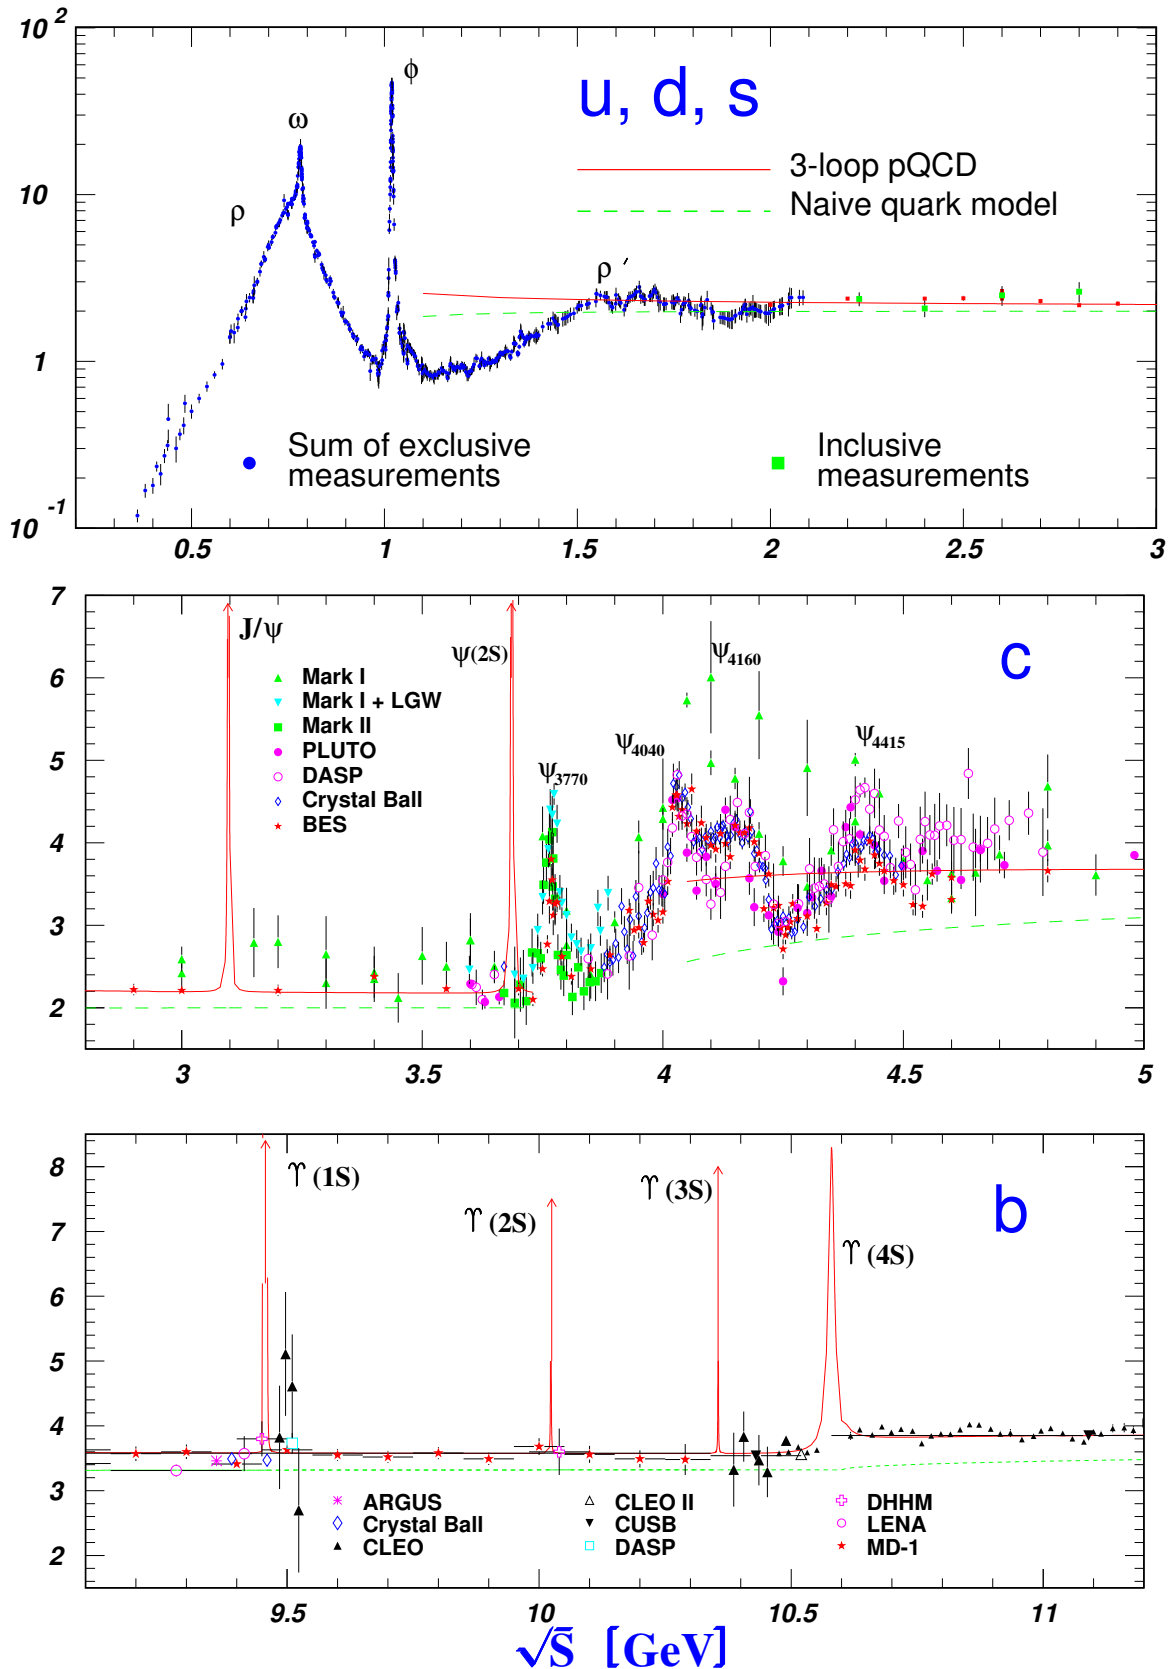 10 2
ϕ
u, d, s
ω
3-loop pQCD
10
Naive quark model
ρ
ρ ′
1
Sum of exclusive
measurements
Inclusive
measurements
10 -1
0.5 1 1.5 2 2.5 3
7
J/ψ
ψ(2S)
ψ4160
c
6
Mark I
Mark I + LGW
Mark II
PLUTO
DASP
Crystal Ball
BES
ψ4040
ψ4415
ψ3770
5
4
3
2
3 3.5 4 4.5 5
8
ϒ (1S)
ϒ (3S)
b
7
ϒ (2S)
ϒ (4S)
6
5
4
3
ARGUS
Crystal Ball
CLEO
CLEO II
CUSB
DASP
DHHM
LENA
MD-1
2
9.5 10 10.5 11
√S̄ [GeV]